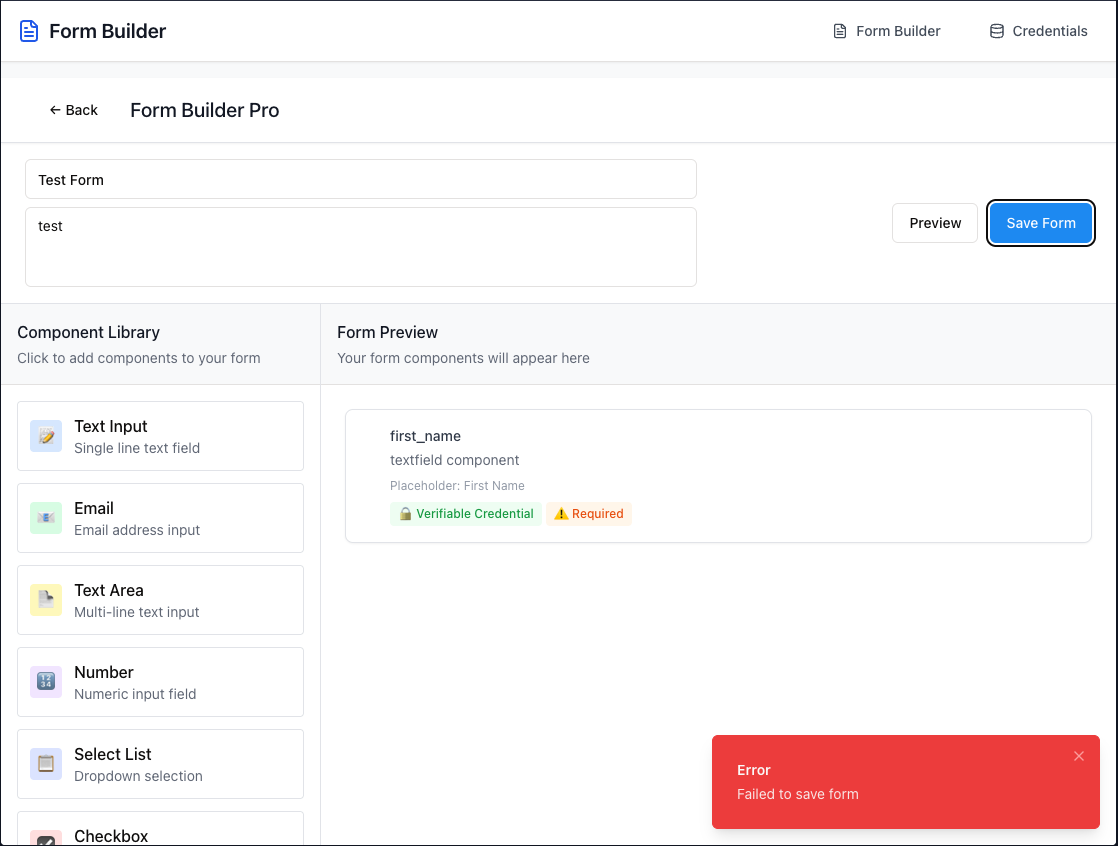 Form Builder
Form Builder
Credentials
← Back
Form Builder Pro
Test Form
test
Preview
Save Form
Component Library
Click to add components to your form
Form Preview
Your form components will appear here
Text Input
Single line text field
Email
Email address input
Text Area
Multi-line text input
Number
Numeric input field
Select List
Dropdown selection
Checkbox
first_name
textfield component
Placeholder: First Name
🔒 Verifiable Credential
⚠️ Required
Error
Failed to save form